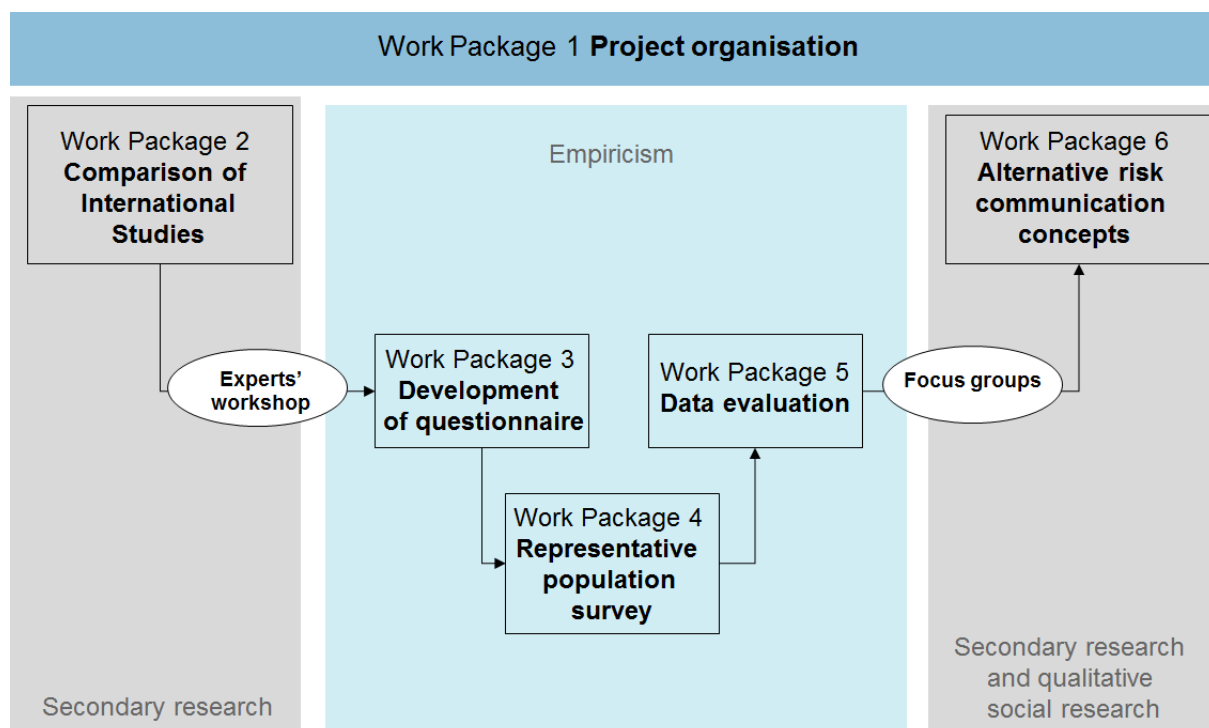 Work Package 1 Project organisation
Work Package 2
Comparison of
International
Studies
Secondary research
Experts’
workshop
Empiricism
Work Package 3
Development
of questionnaire
Work Package 4
Representative
population
survey
Work Package 5
Data evaluation
Focus groups
Work Package 6
Alternative risk
communication
concepts
Secondary research
and qualitative
social research